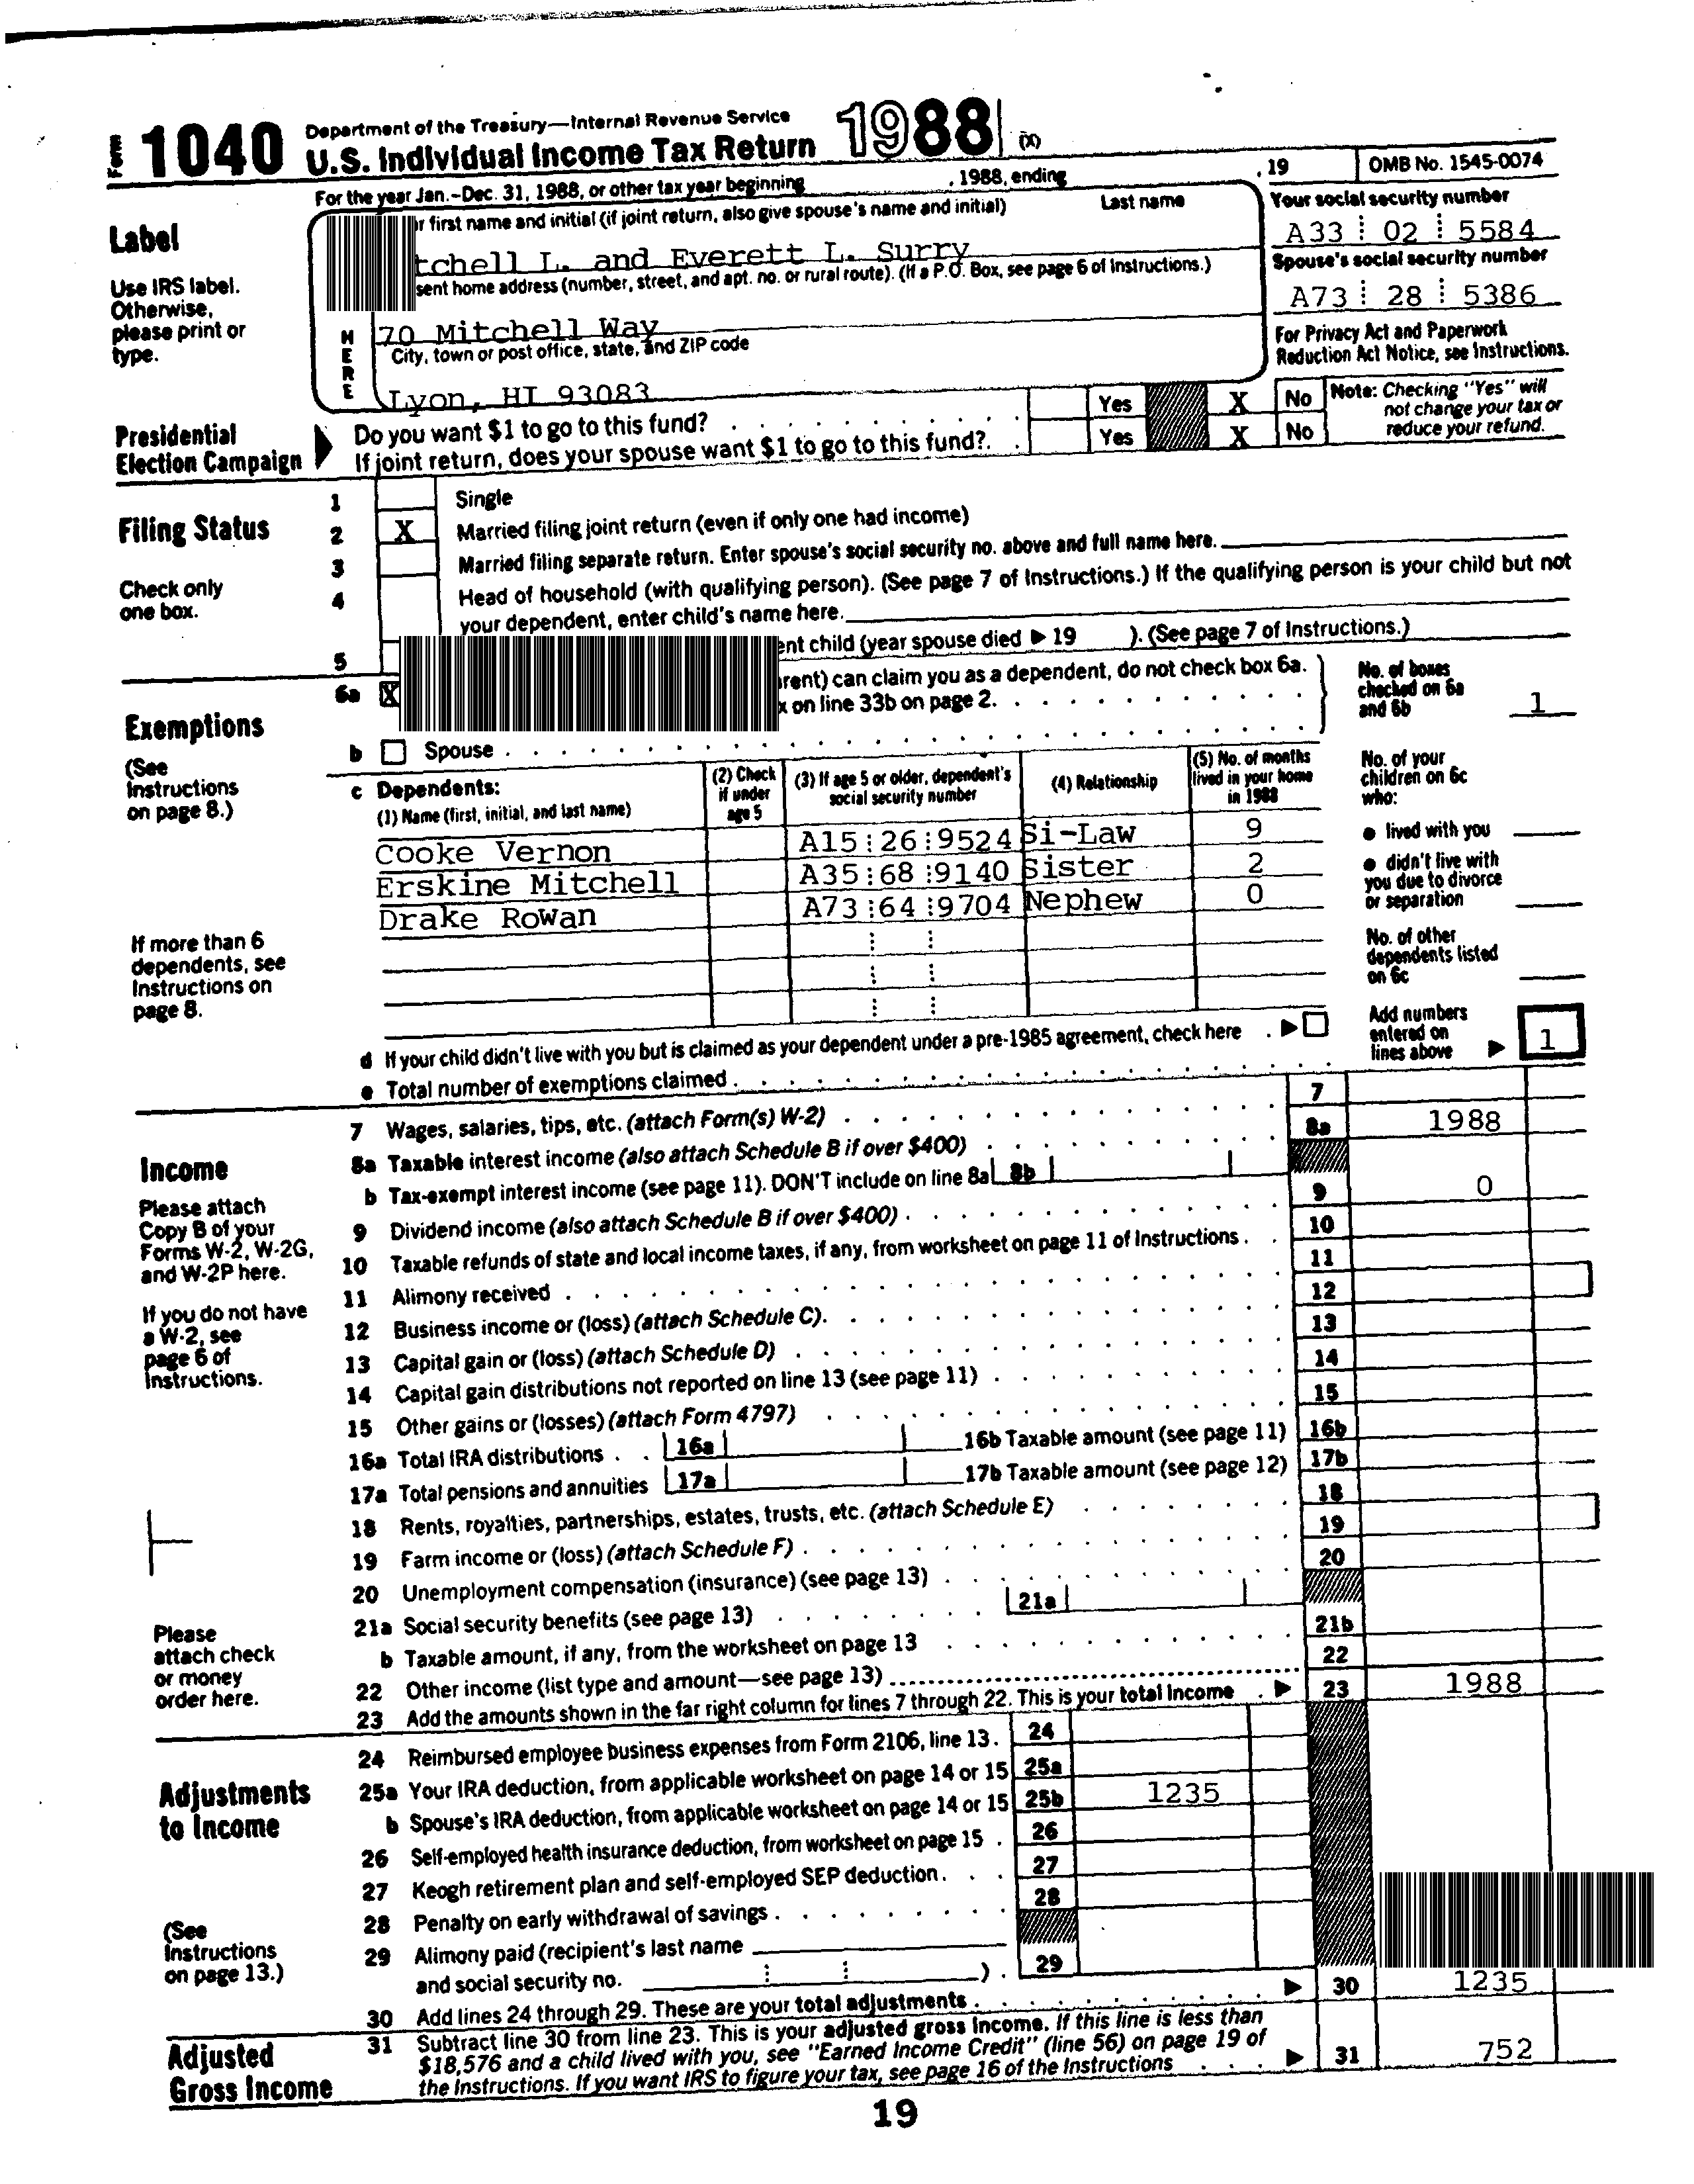 Form 1040 Department of the Treasury—Internal Revenue Service
U.S. Individual Income Tax Return 1988 (X)
For the year Jan.-Dec. 31, 1988, or other tax year beginning , 1988, ending , 19 OMB No. 1545-0074
Label
Use IRS label.
Otherwise,
please print or
type.
r first name and initial (if joint return, also give spouse's name and initial) Last name
tchell L. and Everett L. Surry
sent home address (number, street, and apt. no. or rural route). (If a P.O. Box, see page 6 of Instructions.)
70 Mitchell Way
City, town or post office, state, and ZIP code
Lyon, HI 93083
HERE
Your social security number
A33 02 5584
Spouse's social security number
A73 28 5386
For Privacy Act and Paperwork
Reduction Act Notice, see Instructions.
Presidential
Election Campaign
Do you want $1 to go to this fund? Yes X No
If joint return, does your spouse want $1 to go to this fund? Yes X No
Note: Checking "Yes" will
not change your tax or
reduce your refund.
Filing Status
Check only
one box.
1 Single
2 X Married filing joint return (even if only one had income)
3 Married filing separate return. Enter spouse's social security no. above and full name here.
4 Head of household (with qualifying person). (See page 7 of Instructions.) If the qualifying person is your child but not
your dependent, enter child's name here.
5 ent child (year spouse died ▶ 19 ). (See page 7 of Instructions.)
Exemptions
(See
Instructions
on page 8.)
If more than 6
dependents, see
Instructions on
page 8.
6a X rent) can claim you as a dependent, do not check box 6a.
x on line 33b on page 2.
b Spouse
No. of boxes
checked on 6a
and 6b 1
c Dependents:
(1) Name (first, initial, and last name)
(2) Check
if under
age 5
(3) If age 5 or older, dependent's
social security number
(4) Relationship
(5) No. of months
lived in your home
in 1988
Cooke Vernon A15 26 9524 Si-Law 9
Erskine Mitchell A35 68 9140 Sister 2
Drake Rowan A73 64 9704 Nephew 0
No. of your
children on 6c
who:
● lived with you
● didn't live with
you due to divorce
or separation
No. of other
dependents listed
on 6c
d If your child didn't live with you but is claimed as your dependent under a pre-1985 agreement, check here ▶
e Total number of exemptions claimed
Add numbers
entered on
lines above ▶ 1
Income
Please attach
Copy B of your
Forms W-2, W-2G,
and W-2P here.
If you do not have
a W-2, see
page 6 of
Instructions.
Please
attach check
or money
order here.
7 Wages, salaries, tips, etc. (attach Form(s) W-2) 7
8a Taxable interest income (also attach Schedule B if over $400) 8a 1988
b Tax-exempt interest income (see page 11). DON'T include on line 8a 8b
9 Dividend income (also attach Schedule B if over $400) 9 0
10 Taxable refunds of state and local income taxes, if any, from worksheet on page 11 of Instructions 10
11 Alimony received 11
12 Business income or (loss) (attach Schedule C) 12
13 Capital gain or (loss) (attach Schedule D) 13
14 Capital gain distributions not reported on line 13 (see page 11) 14
15 Other gains or (losses) (attach Form 4797) 15
16a Total IRA distributions 16a 16b Taxable amount (see page 11) 16b
17a Total pensions and annuities 17a 17b Taxable amount (see page 12) 17b
18 Rents, royalties, partnerships, estates, trusts, etc. (attach Schedule E) 18
19 Farm income or (loss) (attach Schedule F) 19
20 Unemployment compensation (insurance) (see page 13) 20
21a Social security benefits (see page 13) 21a
b Taxable amount, if any, from the worksheet on page 13 21b
22 Other income (list type and amount—see page 13) 22
23 Add the amounts shown in the far right column for lines 7 through 22. This is your total income ▶ 23 1988
Adjustments
to Income
(See
Instructions
on page 13.)
24 Reimbursed employee business expenses from Form 2106, line 13 24
25a Your IRA deduction, from applicable worksheet on page 14 or 15 25a
b Spouse's IRA deduction, from applicable worksheet on page 14 or 15 25b 1235
26 Self-employed health insurance deduction, from worksheet on page 15 26
27 Keogh retirement plan and self-employed SEP deduction 27
28 Penalty on early withdrawal of savings 28
29 Alimony paid (recipient's last name
and social security no. ) 29
30 Add lines 24 through 29. These are your total adjustments ▶ 30 1235
Adjusted
Gross Income
31 Subtract line 30 from line 23. This is your adjusted gross income. If this line is less than
$18,576 and a child lived with you, see "Earned Income Credit" (line 56) on page 19 of
the Instructions. If you want IRS to figure your tax, see page 16 of the Instructions ▶ 31 752
19